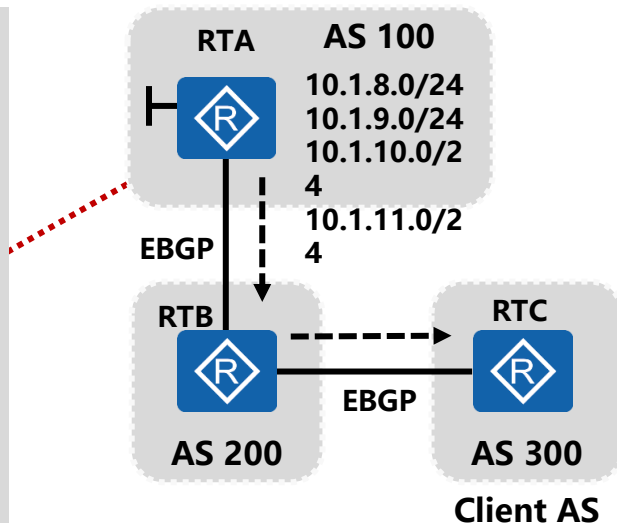 RTA
AS 100
10.1.8.0/24
10.1.9.0/24
10.1.10.0/2
4
10.1.11.0/2
4
R
EBGP
RTB
RTC
R
R
EBGP
AS 200
AS 300
Client AS